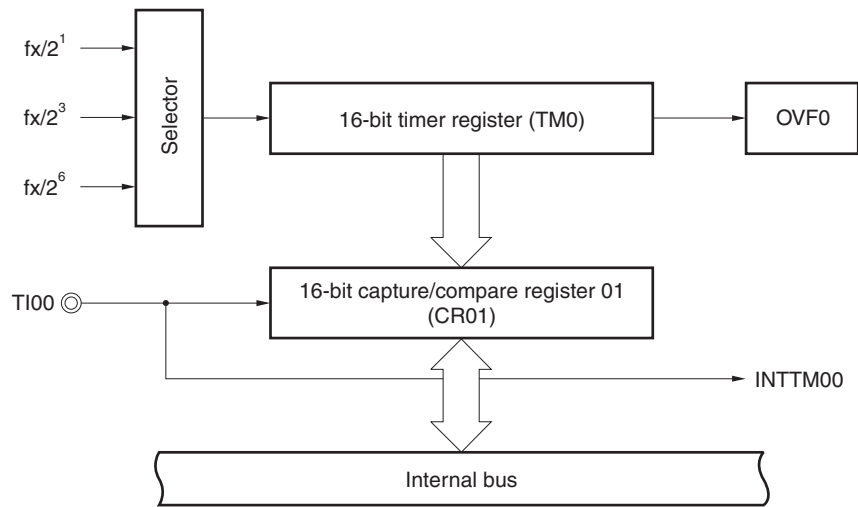 fx/2^1
fx/2^3
fx/2^6
Selector
16-bit timer register (TM0)
OVF0
TI00
16-bit capture/compare register 01
(CR01)
INTTM00
Internal bus